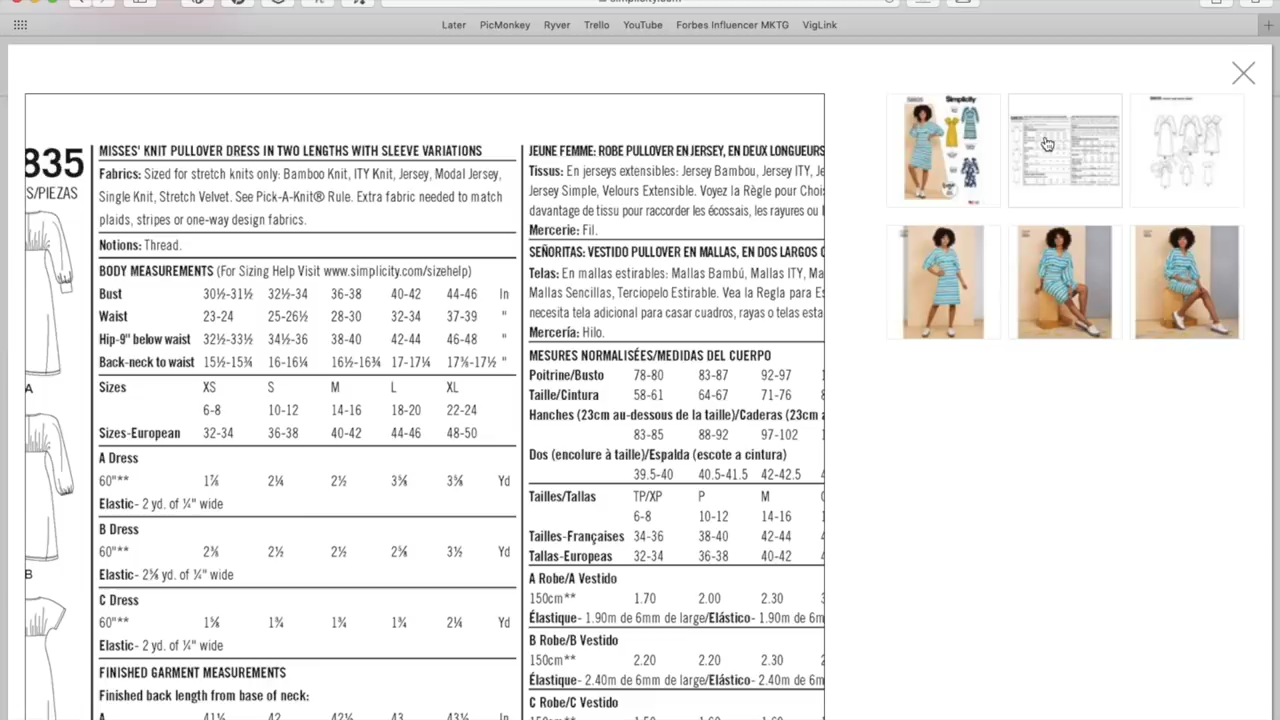 Later PicMonkey Ryver Trello YouTube Forbes Influencer MKTG VigLink
835
S/PIEZAS
A
B
MISSES' KNIT PULLOVER DRESS IN TWO LENGTHS WITH SLEEVE VARIATIONS
Fabrics: Sized for stretch knits only: Bamboo Knit, ITY Knit, Jersey, Modal Jersey,
Single Knit, Stretch Velvet. See Pick-A-Knit® Rule. Extra fabric needed to match
plaids, stripes or one-way design fabrics.
Notions: Thread.
BODY MEASUREMENTS (For Sizing Help Visit www.simplicity.com/sizehelp)
Bust 30½-31½ 32½-34 36-38 40-42 44-46 In
Waist 23-24 25-26½ 28-30 32-34 37-39 "
Hip-9" below waist 32½-33½ 34½-36 38-40 42-44 46-48 "
Back-neck to waist 15½-15¾ 16-16¼ 16½-16¾ 17-17¼ 17⅜-17½ "
Sizes XS S M L XL
6-8 10-12 14-16 18-20 22-24
Sizes-European 32-34 36-38 40-42 44-46 48-50
A Dress
60"** 1⅞ 2¼ 2½ Yd
Elastic- 2 yd. of ¼" wide
B Dress
60"** 2⅜ 2½ 2½ 2⅝ 3½ Yd
Elastic- 2⅝ yd. of ¼" wide
C Dress
60"** 1⅝ 1¾ 1¾ 1¾ 2¼ Yd
Elastic- 2 yd. of ¼" wide
FINISHED GARMENT MEASUREMENTS
Finished back length from base of neck:
A 42 43 In
JEUNE FEMME: ROBE PULLOVER EN JERSEY, EN DEUX LONGUEURS
Tissus: En jerseys extensibles: Jersey Bambou, Jersey ITY, Je
Jersey Simple, Velours Extensible. Voyez la Règle pour Choi
davantage de tissu pour raccorder les écossais, les rayures ou l
Mercerie: Fil.
SEÑORITAS: VESTIDO PULLOVER EN MALLAS, EN DOS LARGOS
Telas: En mallas estirables: Mallas Bambú, Mallas ITY, Ma
Mallas Sencillas, Terciopelo Estirable. Vea la Regla para Es
necesita tela adicional para casar cuadros, rayas o telas esta
Mercería: Hilo.
MESURES NORMALISÉES/MEDIDAS DEL CUERPO
Poitrine/Busto 78-80 83-87 92-97
Taille/Cintura 58-61 64-67 71-76
Hanches (23cm au-dessous de la taille)/Caderas (23cm a
83-85 88-92 97-102
Dos (encolure à taille)/Espalda (escote a cintura)
39.5-40 40.5-41.5 42-42.5
Tailles/Tallas TP/XP P M
6-8 10-12 14-16
Tailles-Françaises 34-36 38-40 42-44
Tallas-Europeas 32-34 36-38 40-42
A Robe/A Vestido
150cm** 1.70 2.00 2.30
Élastique- 1.90m de 6mm de large/Elástico- 1.90m de 6m
B Robe/B Vestido
150cm** 2.20 2.20 2.30
Élastique- 2.40m de 6mm de large/Elástico- 2.40m de 6m
C Robe/C Vestido
150cm**
Simplicity